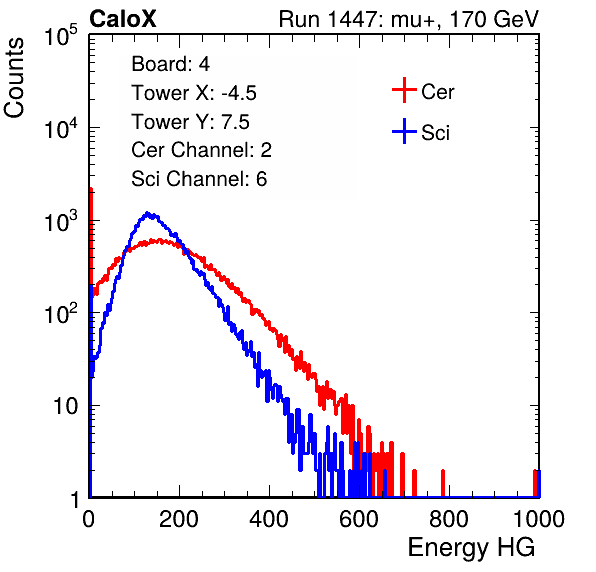 CaloX Run 1447: mu+, 170 GeV
Counts
10^5
10^4
10^3
10^2
10
1
Board: 4
Tower X: -4.5
Tower Y: 7.5
Cer Channel: 2
Sci Channel: 6
Cer
Sci
0 200 400 600 800 1000
Energy HG